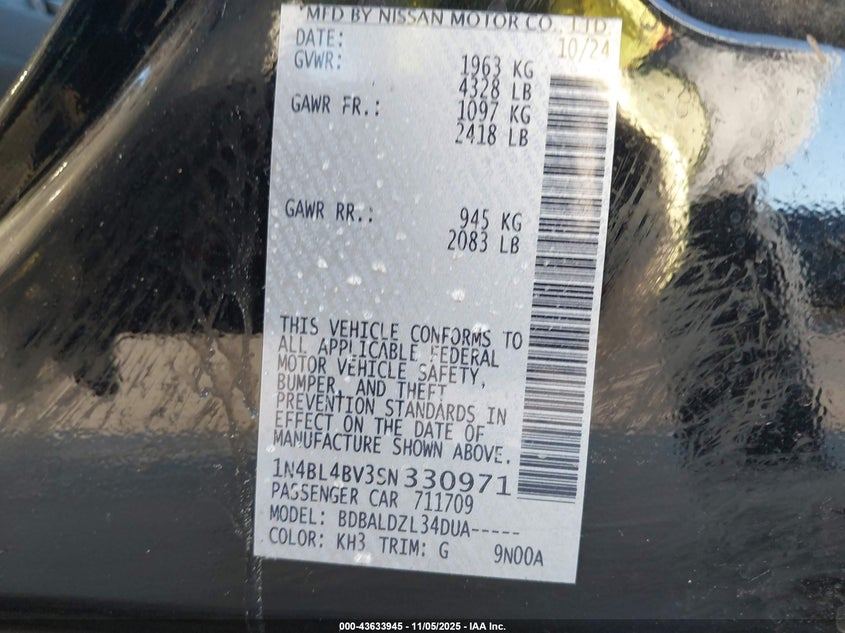 MFD BY NISSAN MOTOR CO., LTD.
DATE: 10/24
GVWR: 1963 KG
4328 LB
GAWR FR.: 1097 KG
2418 LB
GAWR RR.: 945 KG
2083 LB
THIS VEHICLE CONFORMS TO
ALL APPLICABLE FEDERAL
MOTOR VEHICLE SAFETY,
BUMPER, AND THEFT
PREVENTION STANDARDS IN
EFFECT ON THE DATE OF
MANUFACTURE SHOWN ABOVE.
1N4BL4BV3SN330971
PASSENGER CAR 711709
MODEL: BDBALDZL34DUA-----
COLOR: KH3 TRIM: G 9N00A
000-43633945 - 11/05/2025 - IAA Inc.